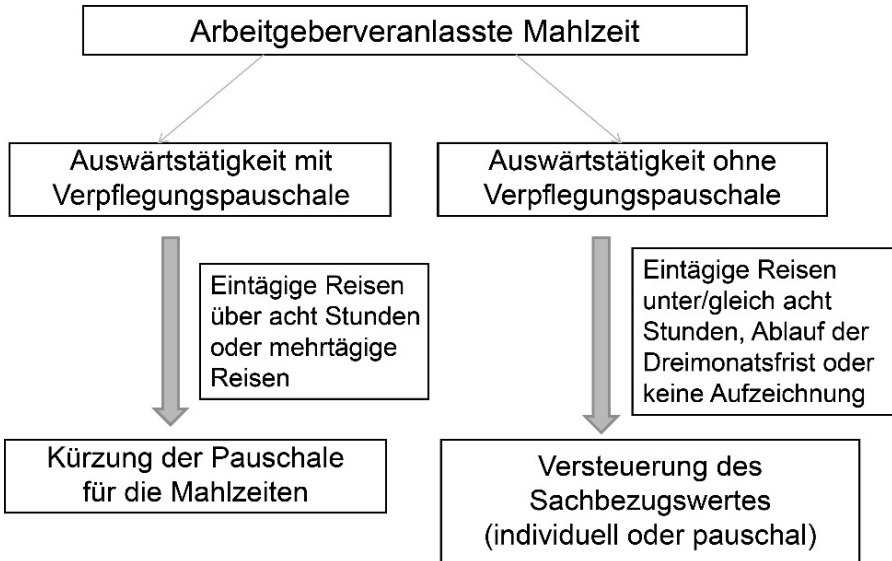 Arbeitgeberveranlasste Mahlzeit
Auswärtstätigkeit mit
Verpflegungspauschale
Auswärtstätigkeit ohne
Verpflegungspauschale
Eintägige Reisen
über acht Stunden
oder mehrtägige
Reisen
Eintägige Reisen
unter/gleich acht
Stunden, Ablauf der
Dreimonatsfrist oder
keine Aufzeichnung
Kürzung der Pauschale
für die Mahlzeiten
Versteuerung des
Sachbezugswertes
(individuell oder pauschal)